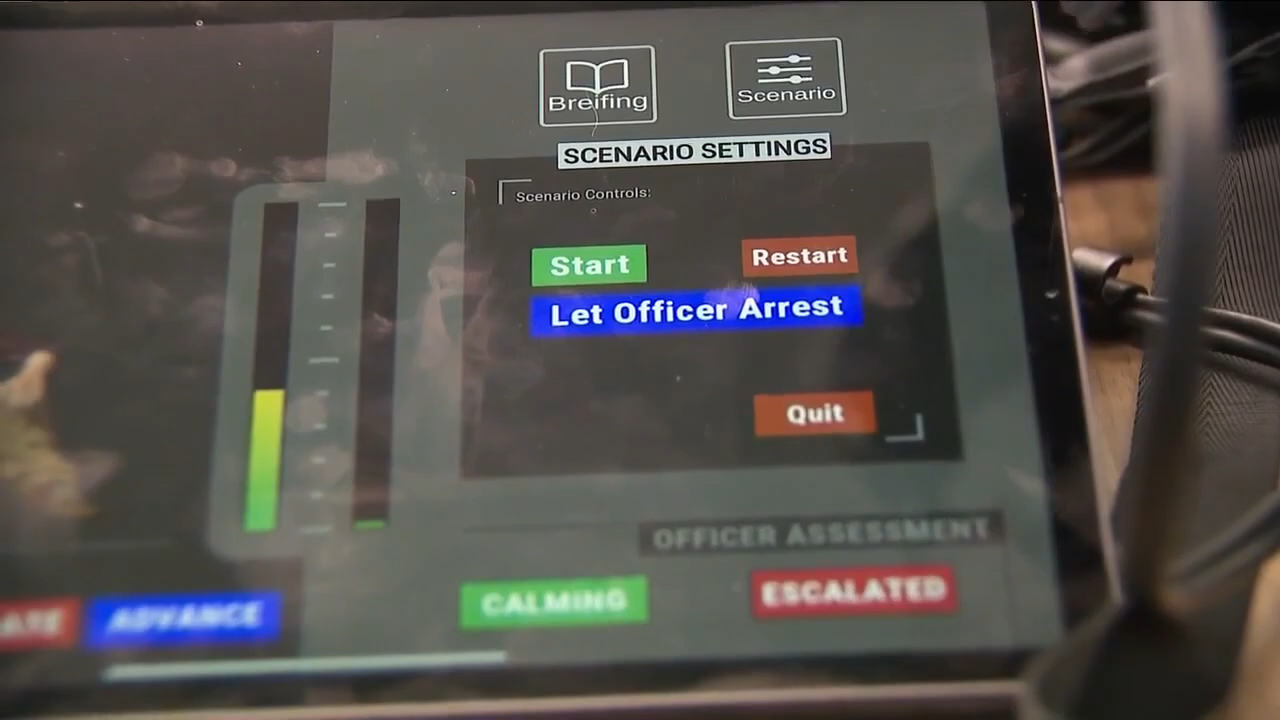 Breifing
Scenario
SCENARIO SETTINGS
Scenario Controls:
Start
Restart
Let Officer Arrest
Quit
OFFICER ASSESSMENT
ADVANCE
CALMING
ESCALATED